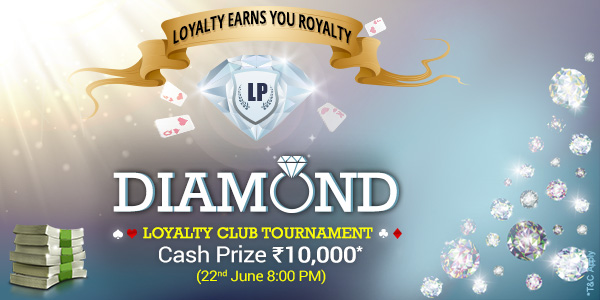 LOYALTY EARNS YOU ROYALTY
LP
DIAMOND
LOYALTY CLUB TOURNAMENT
Cash Prize ₹10,000*
(22nd June 8:00 PM)
*T&C Apply